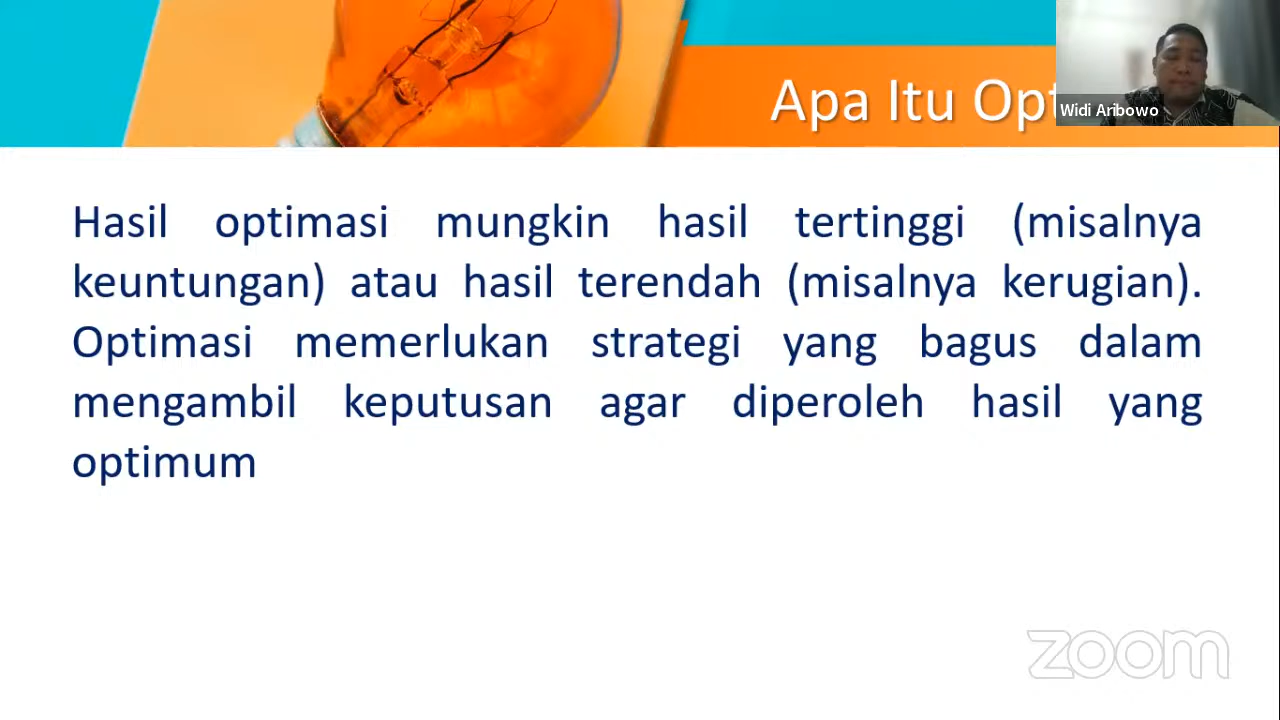 Apa Itu
Widi Aribowo
Hasil optimasi mungkin hasil tertinggi (misalnya
keuntungan) atau hasil terendah (misalnya kerugian).
Optimasi memerlukan strategi yang bagus dalam
mengambil keputusan agar diperoleh hasil yang
optimum
zoom